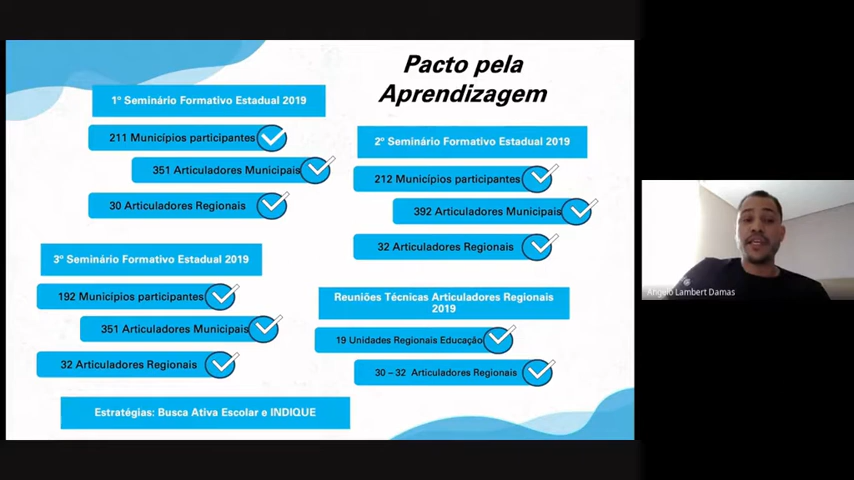 Pacto pela
Aprendizagem
1º Seminário Formativo Estadual 2019
211 Municípios participantes
351 Articuladores Municipais
30 Articuladores Regionais
2º Seminário Formativo Estadual 2019
212 Municípios participantes
392 Articuladores Municipais
32 Articuladores Regionais
3º Seminário Formativo Estadual 2019
192 Municípios participantes
351 Articuladores Municipais
32 Articuladores Regionais
Reuniões Técnicas Articuladores Regionais
2019
19 Unidades Regionais Educação
30 – 32 Articuladores Regionais
Estratégias: Busca Ativa Escolar e INDIQUE
Angelo Lambert Damas